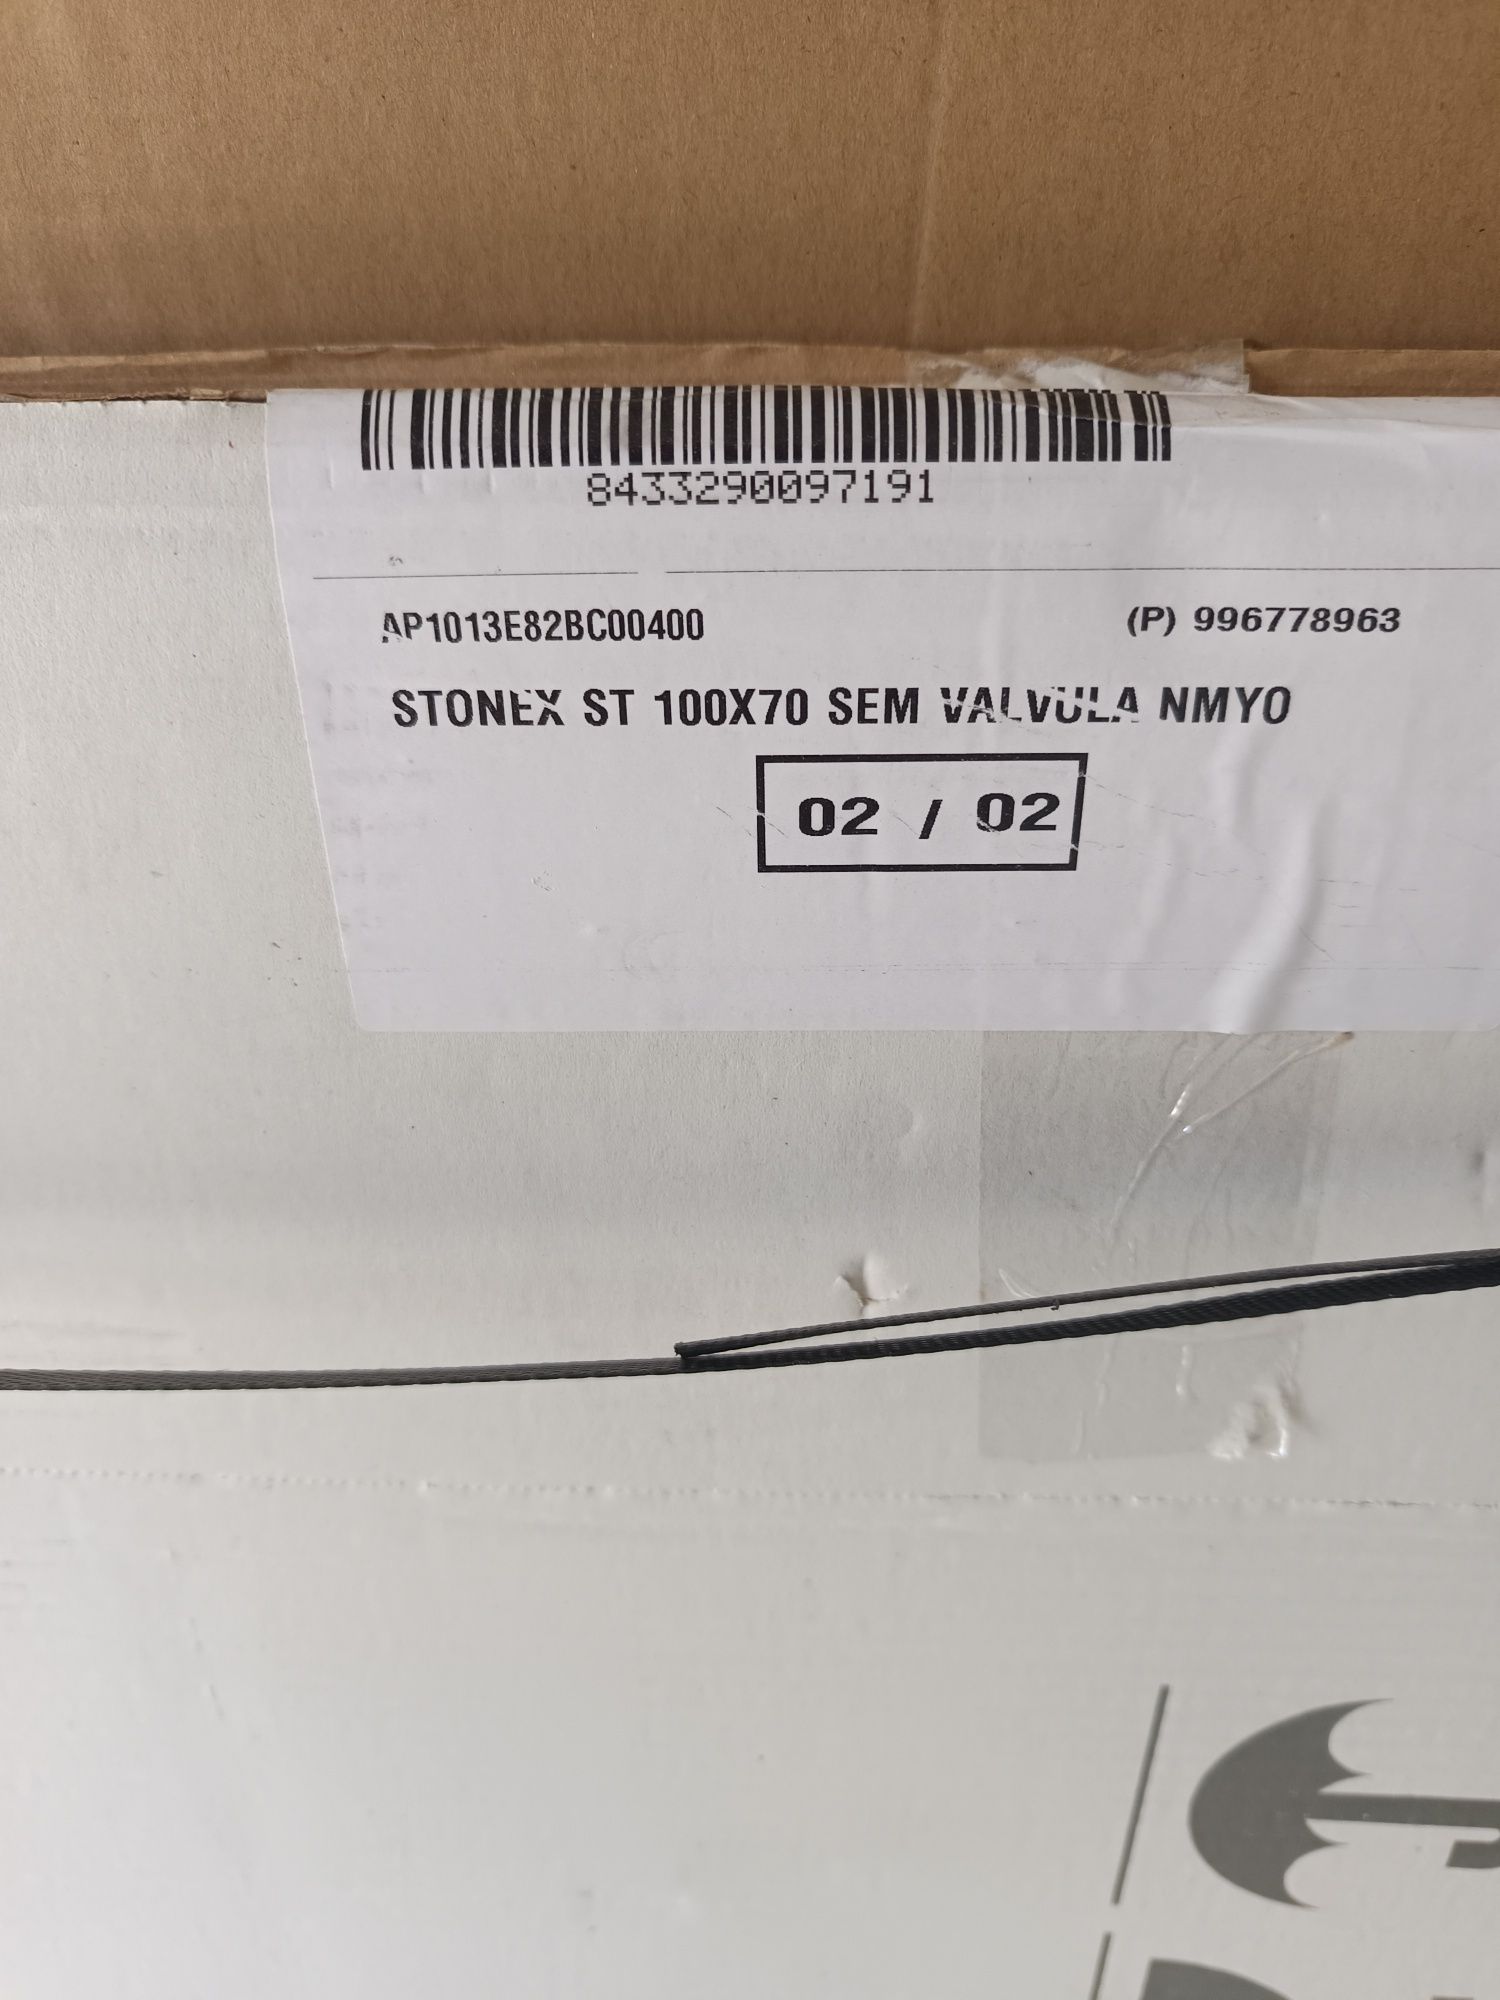 8433290097191
AP1013E82BC00400 (P) 996778963
STONEX ST 100X70 SEM VALVULA NMYO
02 / 02